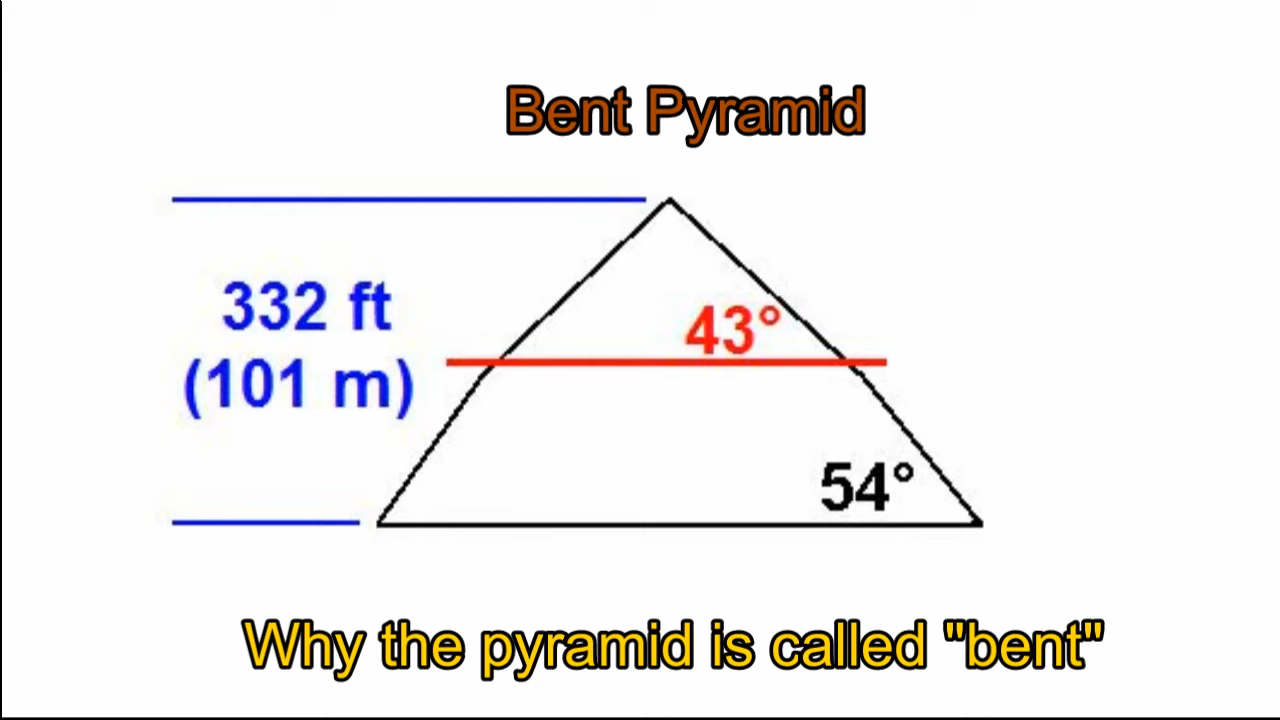 Bent Pyramid
332 ft
(101 m)
43°
54°
Why the pyramid is called "bent"